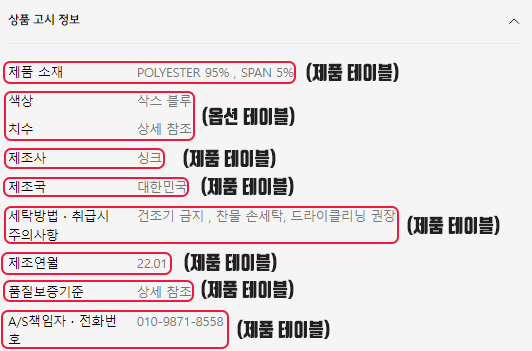 상품 고시 정보
제품 소재 POLYESTER 95% , SPAN 5% (제품 테이블)
색상 삭스 블루
(옵션 테이블)
치수 상세 참조
제조사 싱크 (제품 테이블)
제조국 대한민국 (제품 테이블)
세탁방법 · 취급시 건조기 금지 , 찬물 손세탁, 드라이클리닝 권장 (제품 테이블)
주의사항
제조연월 22.01 (제품 테이블)
품질보증기준 상세 참조 (제품 테이블)
A/S책임자 · 전화번 010-9871-8558 (제품 테이블)
호